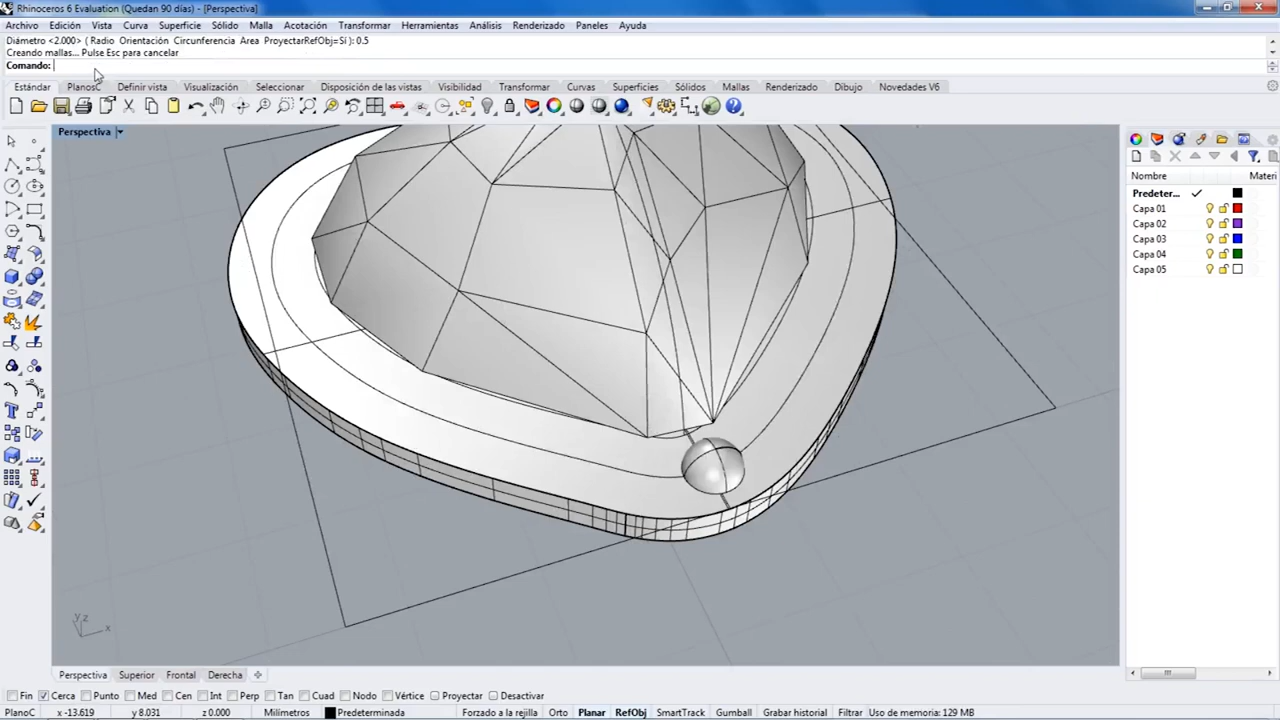 Rhinoceros 6 Evaluation (Quedan 90 días) - [Perspectiva]
Archivo Edición Vista Curva Superficie Sólido Malla Acotación Transformar Herramientas Análisis Renderizado Paneles Ayuda
Diámetro <2.000> ( Radio Orientación Circunferencia Area ProyectarRefObj=Sí ): 0.5
Creando mallas... Pulse Esc para cancelar
Comando:
Estándar PlanosC Definir vista Visualización Seleccionar Disposición de las vistas Visibilidad Transformar Curvas Superficies Sólidos Mallas Renderizado Dibujo Novedades V6
Perspectiva
Nombre Materi
Predeter...
Capa 01
Capa 02
Capa 03
Capa 04
Capa 05
y z
x
Perspectiva Superior Frontal Derecha
Fin Cerca Punto Med Cen Int Perp Tan Cuad Nodo Vértice Proyectar Desactivar
PlanoC x -13.619 y 8.031 z 0.000 Milímetros Predeterminada Forzado a la rejilla Orto Planar RefObj SmartTrack Gumball Grabar historial Filtrar Uso de memoria: 129 MB